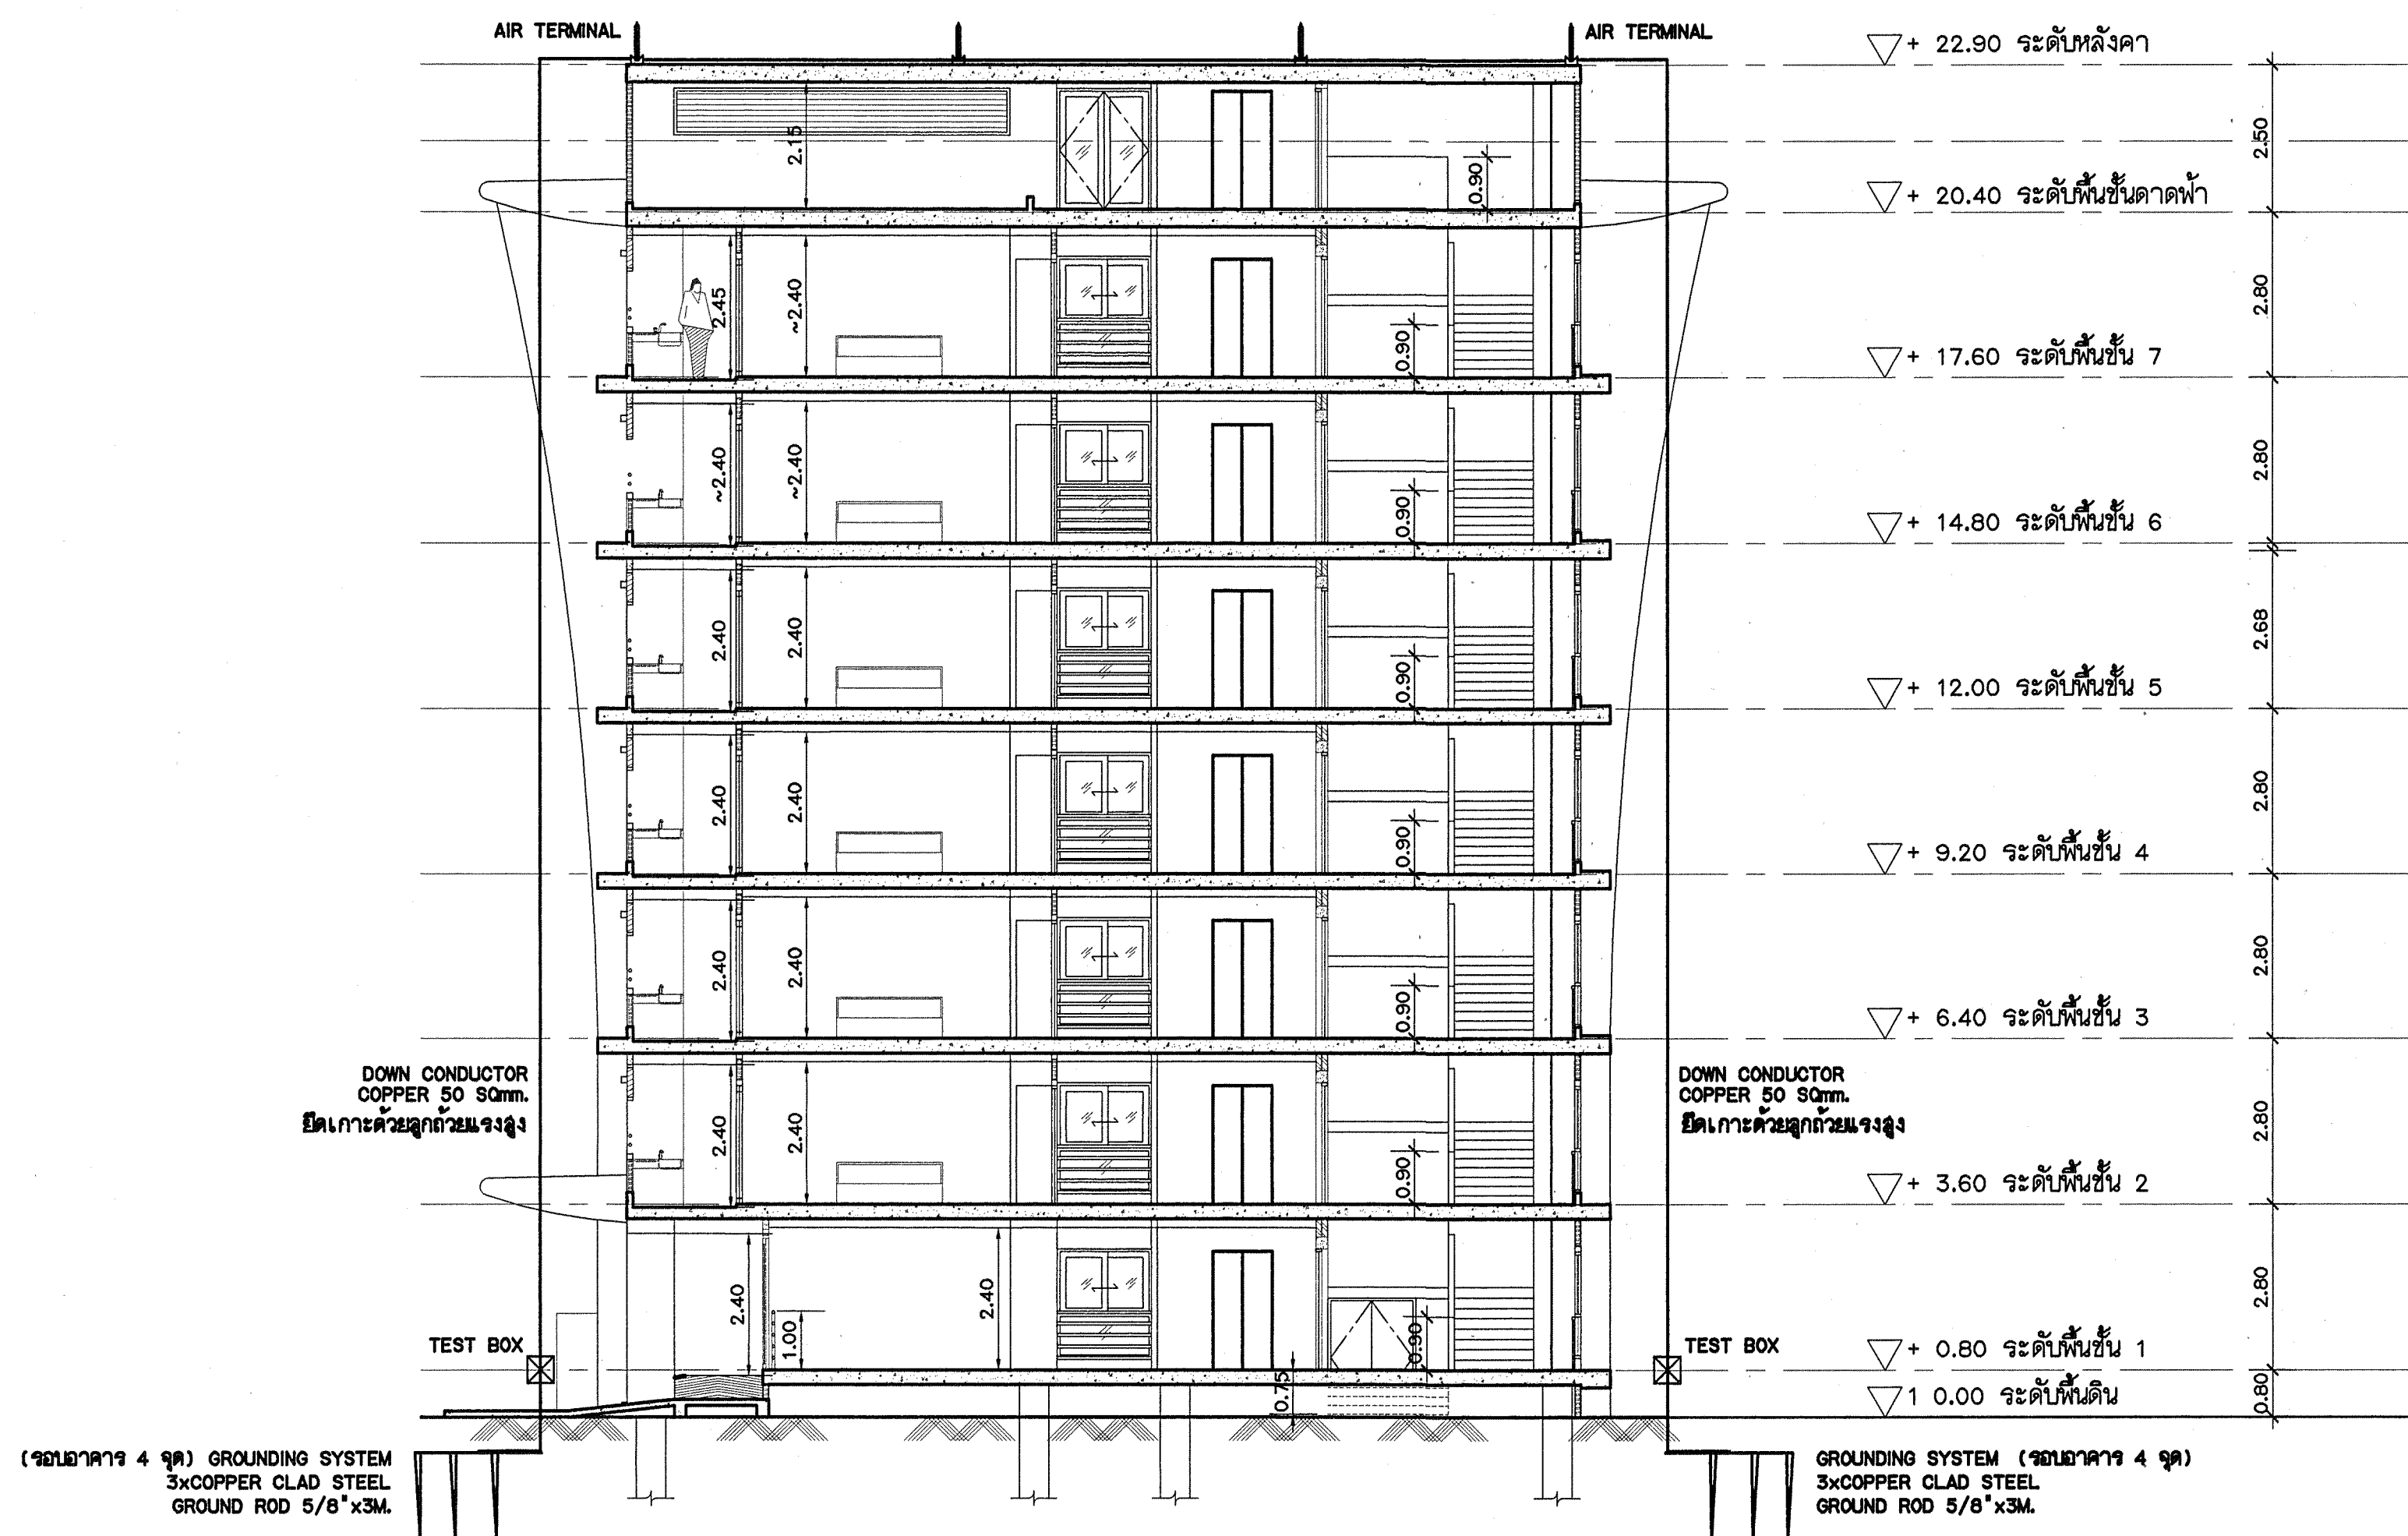 AIR TERMINAL
AIR TERMINAL
+ 22.90 ระดับหลังคา
2.15
0.90
2.50
+ 20.40 ระดับพื้นชั้นดาดฟ้า
2.45
~2.40
0.90
2.80
+ 17.60 ระดับพื้นชั้น 7
~2.40
~2.40
0.90
2.80
+ 14.80 ระดับพื้นชั้น 6
2.40
2.40
0.90
2.68
+ 12.00 ระดับพื้นชั้น 5
2.40
2.40
0.90
2.80
+ 9.20 ระดับพื้นชั้น 4
2.40
2.40
0.90
2.80
+ 6.40 ระดับพื้นชั้น 3
DOWN CONDUCTOR
COPPER 50 SQmm.
ยึดเกาะด้วยลูกถ้วยแรงสูง
2.40
2.40
0.90
DOWN CONDUCTOR
COPPER 50 SQmm.
ยึดเกาะด้วยลูกถ้วยแรงสูง
2.80
+ 3.60 ระดับพื้นชั้น 2
2.40
1.00
2.40
0.90
2.80
TEST BOX
TEST BOX
+ 0.80 ระดับพื้นชั้น 1
0.75
1 0.00 ระดับพื้นดิน
0.80
(รอบอาคาร 4 จุด) GROUNDING SYSTEM
3xCOPPER CLAD STEEL
GROUND ROD 5/8"x3M.
GROUNDING SYSTEM (รอบอาคาร 4 จุด)
3xCOPPER CLAD STEEL
GROUND ROD 5/8"x3M.